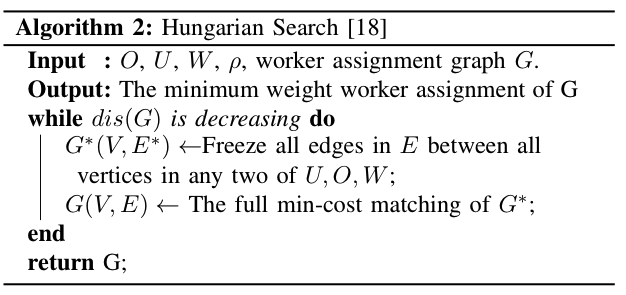 Algorithm 2: Hungarian Search [18]
Input : O, U, W, ρ, worker assignment graph G.
Output: The minimum weight worker assignment of G
while dis(G) is decreasing do
G*(V, E*) ←Freeze all edges in E between all
vertices in any two of U, O, W;
G(V, E) ← The full min-cost matching of G*;
end
return G;